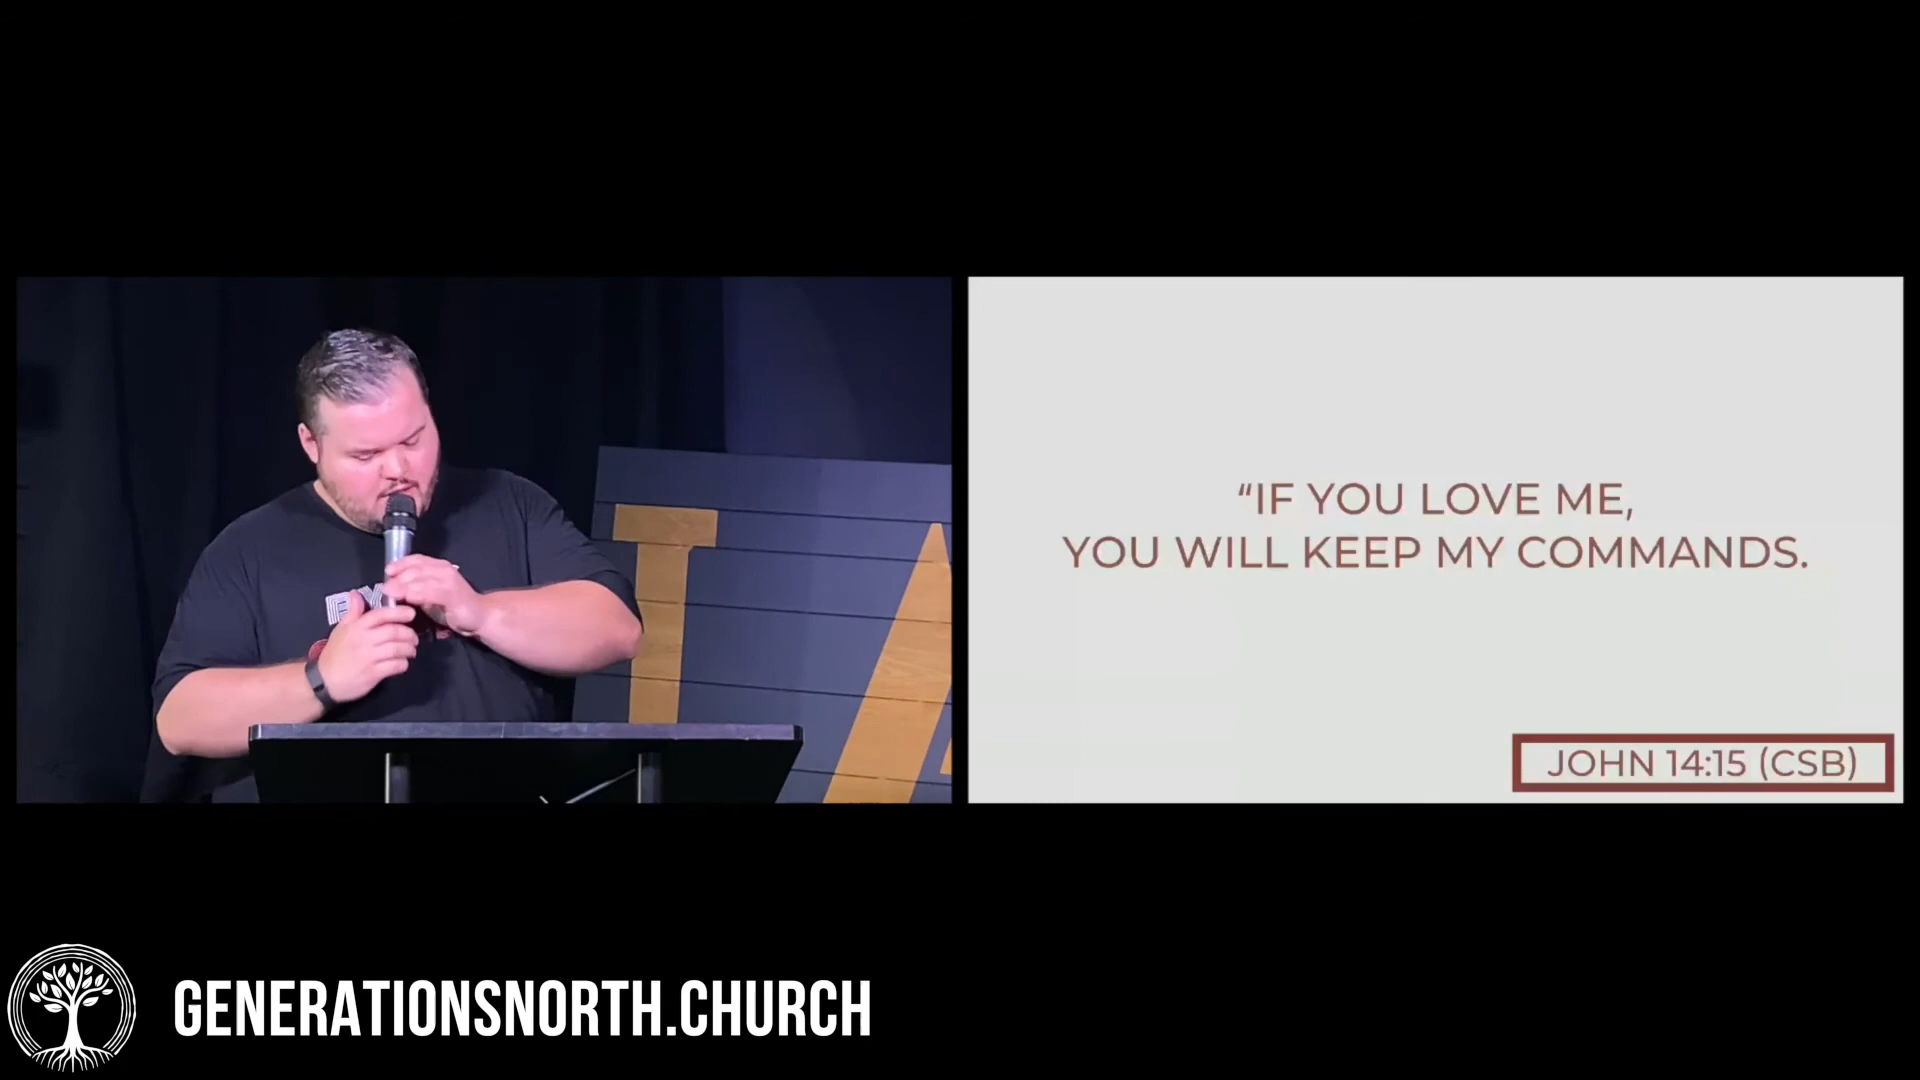 “IF YOU LOVE ME,
YOU WILL KEEP MY COMMANDS.
JOHN 14:15 (CSB)
GENERATIONSNORTH.CHURCH